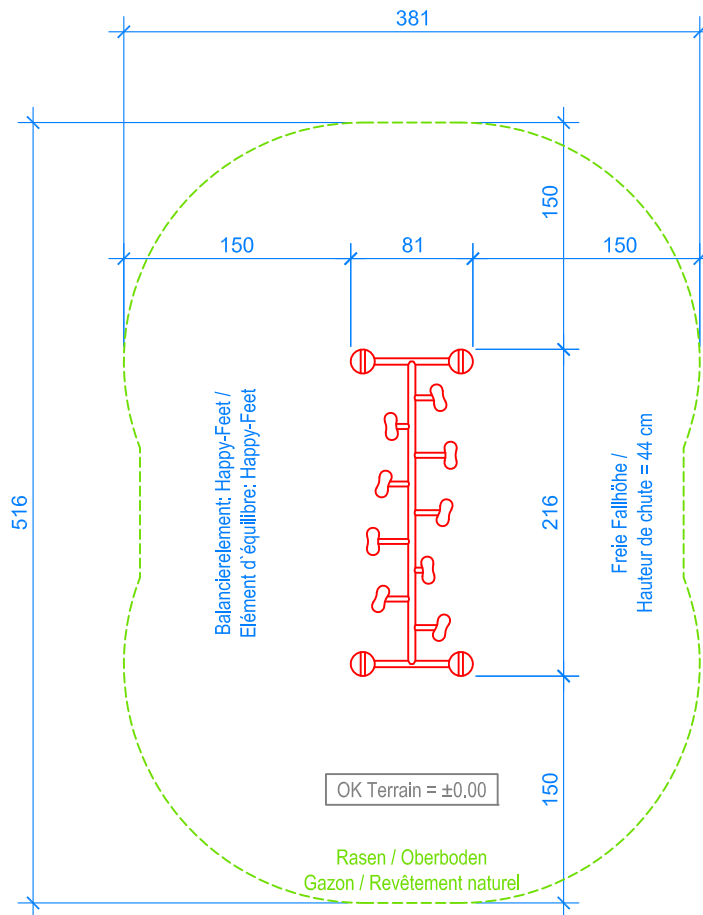 381
150
150
81
150
Balancierelement: Happy-Feet /
Elément d`équilibre: Happy-Feet
516
216
Freie Fallhöhe /
Hauteur de chute = 44 cm
150
OK Terrain = ±0.00
Rasen / Oberboden
Gazon / Revêtement naturel